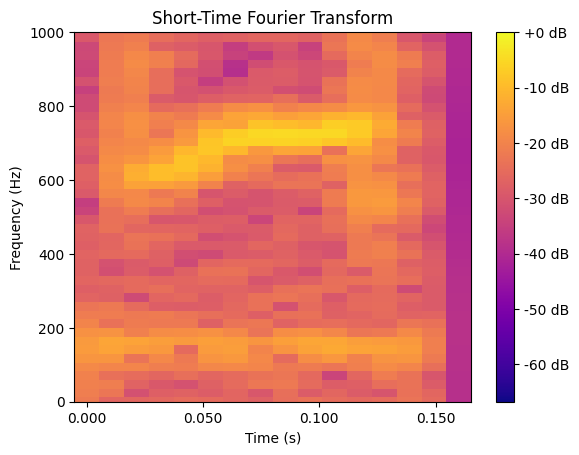 Short-Time Fourier Transform
1000
800
600
400
200
0
Frequency (Hz)
0.000
0.050
0.100
0.150
Time (s)
+0 dB
-10 dB
-20 dB
-30 dB
-40 dB
-50 dB
-60 dB